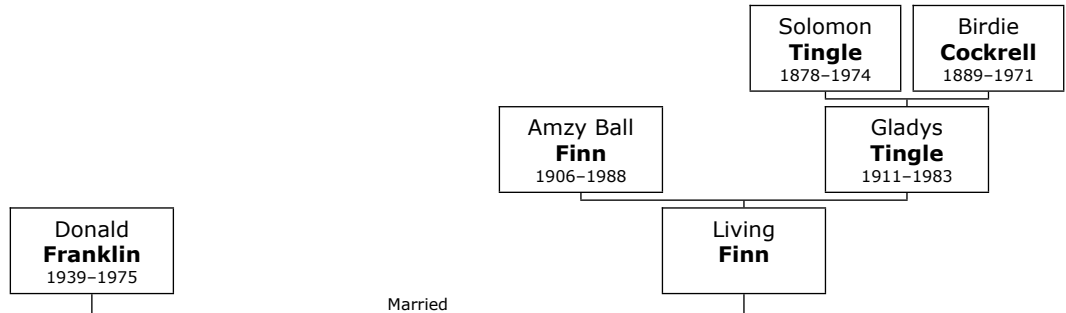 Solomon
Tingle
1878–1974
Birdie
Cockrell
1889–1971
Amzy Ball
Finn
1906–1988
Gladys
Tingle
1911–1983
Donald
Franklin
1939–1975
Living
Finn
Married